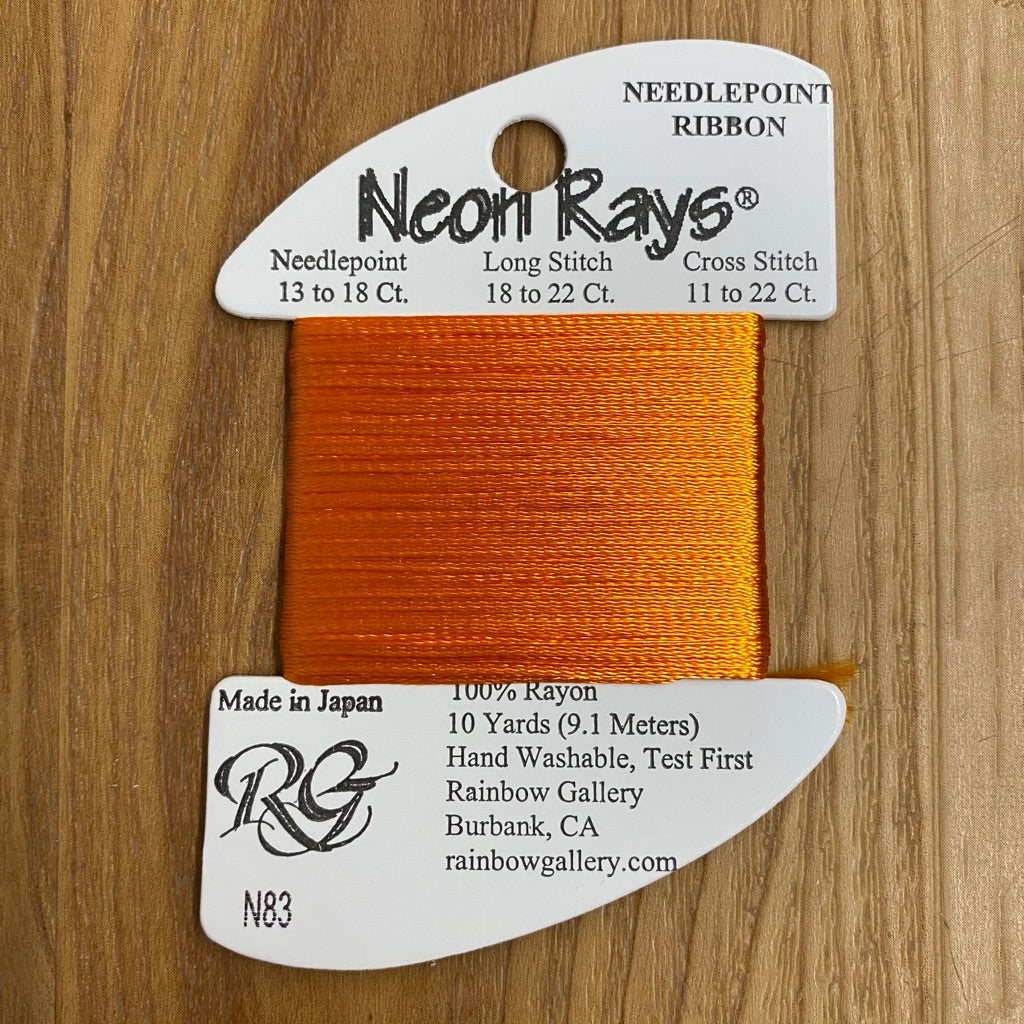 NEEDLEPOINT
RIBBON
Neon Rays®
Needlepoint Long Stitch Cross Stitch
13 to 18 Ct. 18 to 22 Ct. 11 to 22 Ct.
Made in Japan
100% Rayon
10 Yards (9.1 Meters)
Hand Washable, Test First
Rainbow Gallery
Burbank, CA
rainbowgallery.com
RG
N83